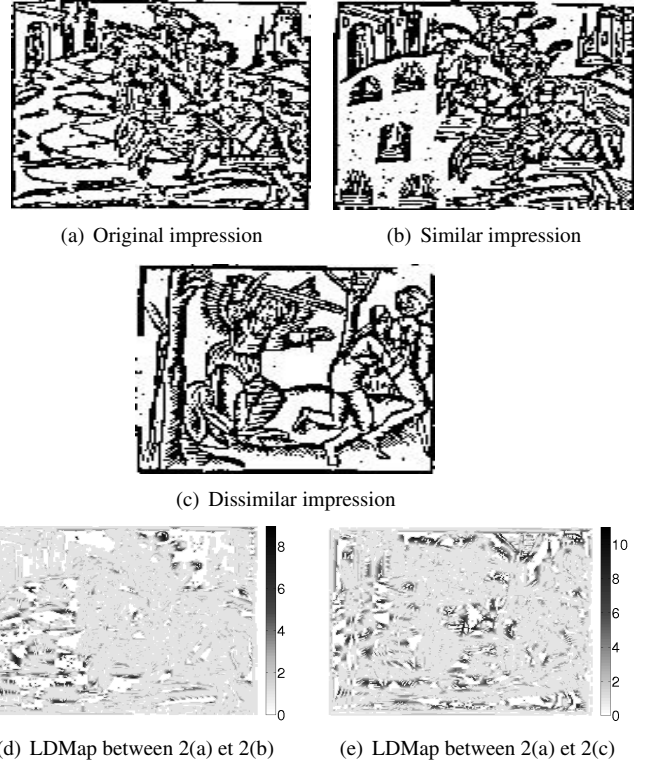 (a) Original impression
(b) Similar impression
(c) Dissimilar impression
8
6
4
2
0
10
8
6
4
2
0
(d) LDMap between 2(a) et 2(b)
(e) LDMap between 2(a) et 2(c)